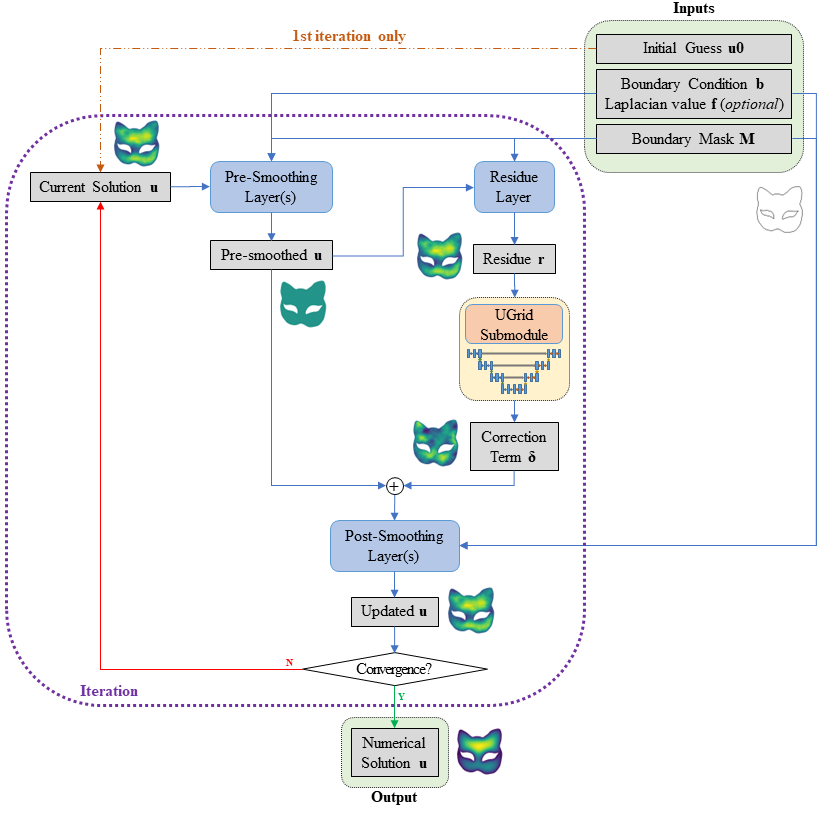 Inputs
1st iteration only
Initial Guess u0
Boundary Condition b
Laplacian value f (optional)
Boundary Mask M
Current Solution u
Pre-Smoothing
Layer(s)
Residue
Layer
Pre-smoothed u
Residue r
UGrid
Submodule
Correction
Term δ
+
Post-Smoothing
Layer(s)
Updated u
Convergence?
N
Y
Iteration
Numerical
Solution u
Output